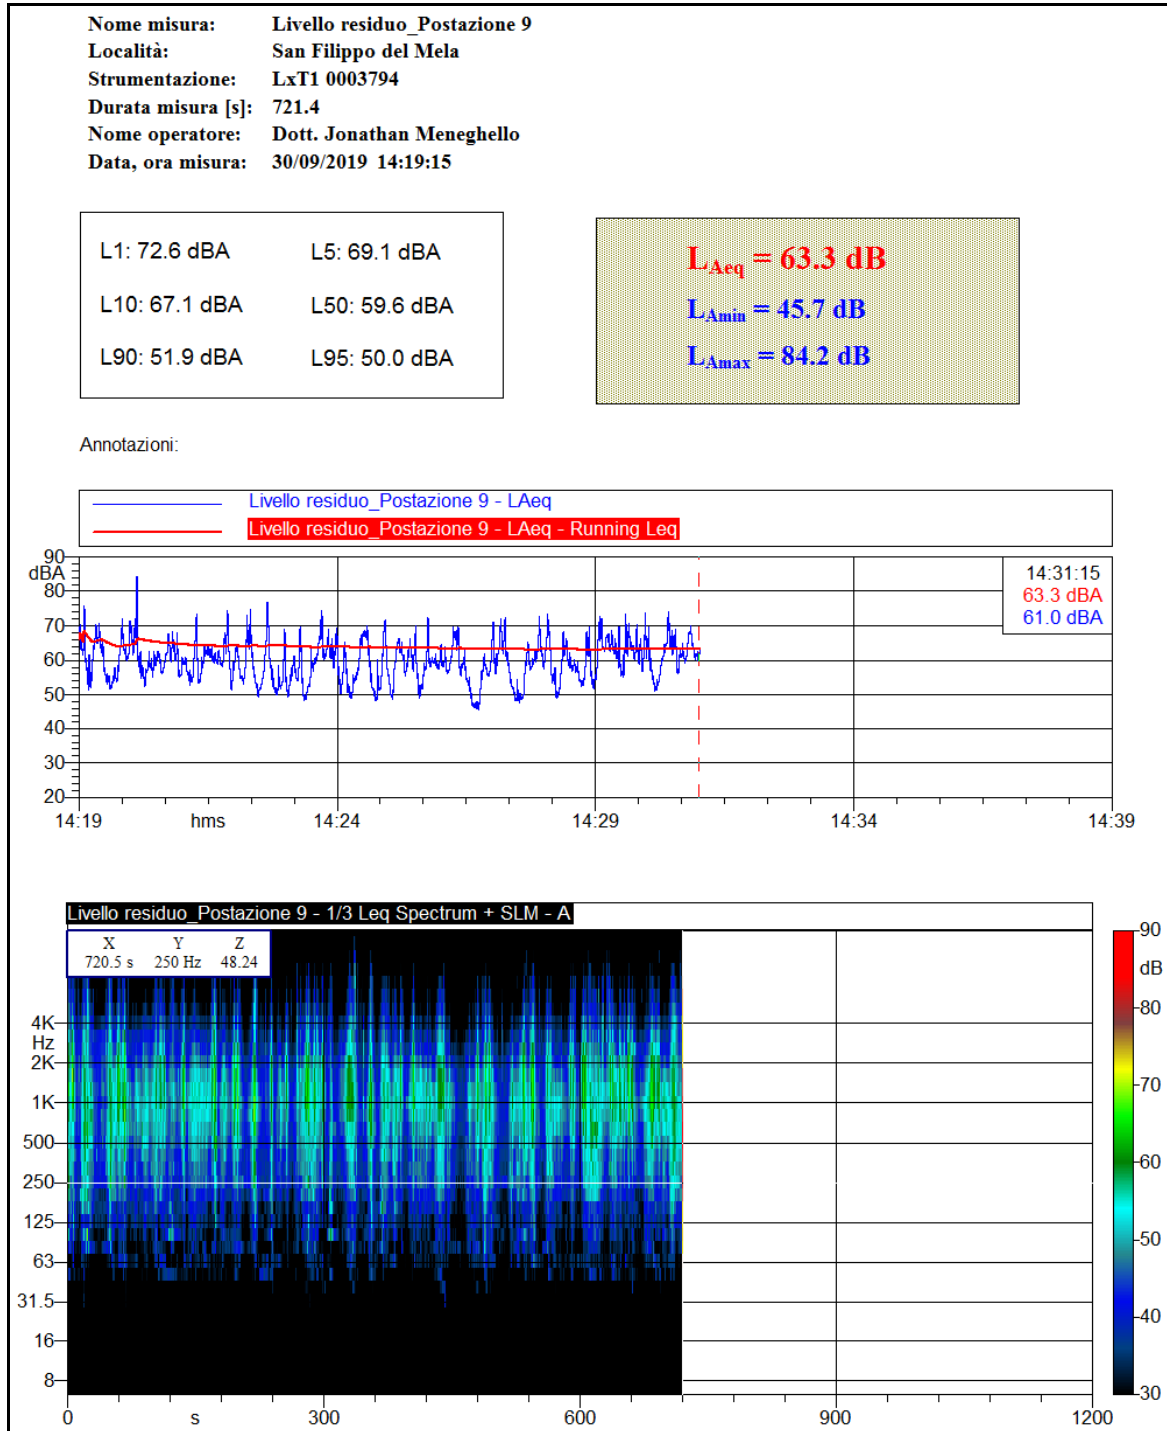 Nome misura: Livello residuo_Postazione 9
Località: San Filippo del Mela
Strumentazione: LxT1 0003794
Durata misura [s]: 721.4
Nome operatore: Dott. Jonathan Meneghello
Data, ora misura: 30/09/2019 14:19:15
L1: 72.6 dBA L5: 69.1 dBA
L10: 67.1 dBA L50: 59.6 dBA
L90: 51.9 dBA L95: 50.0 dBA
LAeq = 63.3 dB
LAmin = 45.7 dB
LAmax = 84.2 dB
Annotazioni:
Livello residuo_Postazione 9 - LAeq
Livello residuo_Postazione 9 - LAeq - Running Leq
90
dBA
80
70
60
50
40
30
20
14:31:15
63.3 dBA
61.0 dBA
14:19 hms 14:24 14:29 14:34 14:39
Livello residuo_Postazione 9 - 1/3 Leq Spectrum + SLM - A
X Y Z
720.5 s 250 Hz 48.24
4K
Hz
2K
1K
500
250
125
63
31.5
16
8
0 s 300 600 900 1200
90
dB
80
70
60
50
40
30